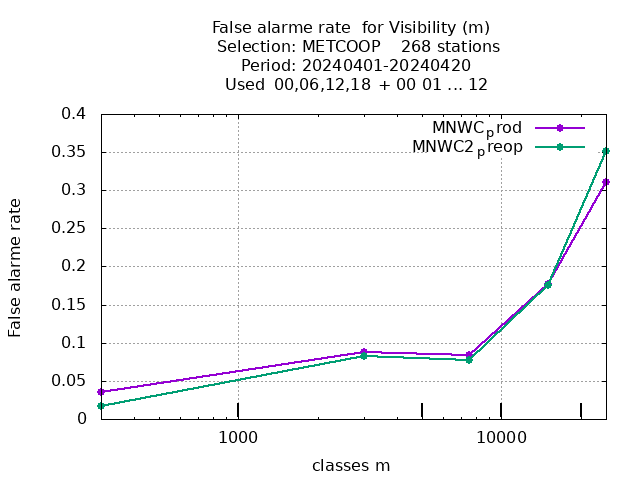 False alarme rate  for Visibility (m)
Selection: METCOOP    268 stations
Period: 20240401-20240420
Used  00,06,12,18 + 00 01 ... 12
MNWCprod
MNWC2preop
0.4
0.35
0.3
0.25
0.2
0.15
0.1
0.05
0
False alarme rate
1000 10000
classes m